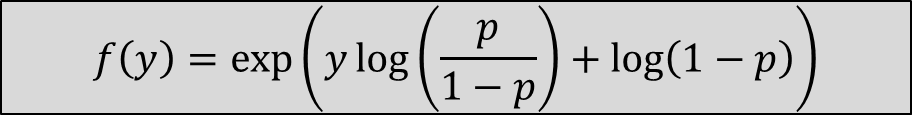 f(y) = exp(y log(p/(1 − p)) + log(1 − p))